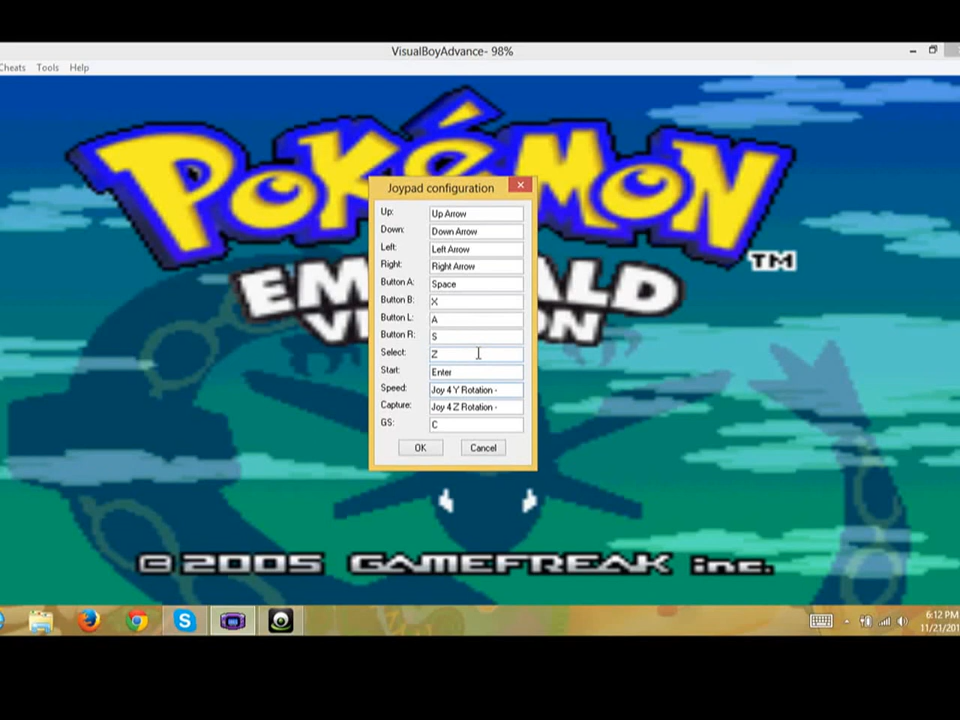 VisualBoyAdvance- 98%
Cheats Tools Help
POKéMON
TM
Joypad configuration
Up: Up Arrow
Down: Down Arrow
Left: Left Arrow
Right: Right Arrow
Button A: Space
Button B: X
Button L: A
Button R: S
Select: Z
Start: Enter
Speed: Joy 4 Y Rotation -
Capture: Joy 4 Z Rotation -
GS: C
OK Cancel
© 2005 GAMEFREAK inc.
6:12 PM